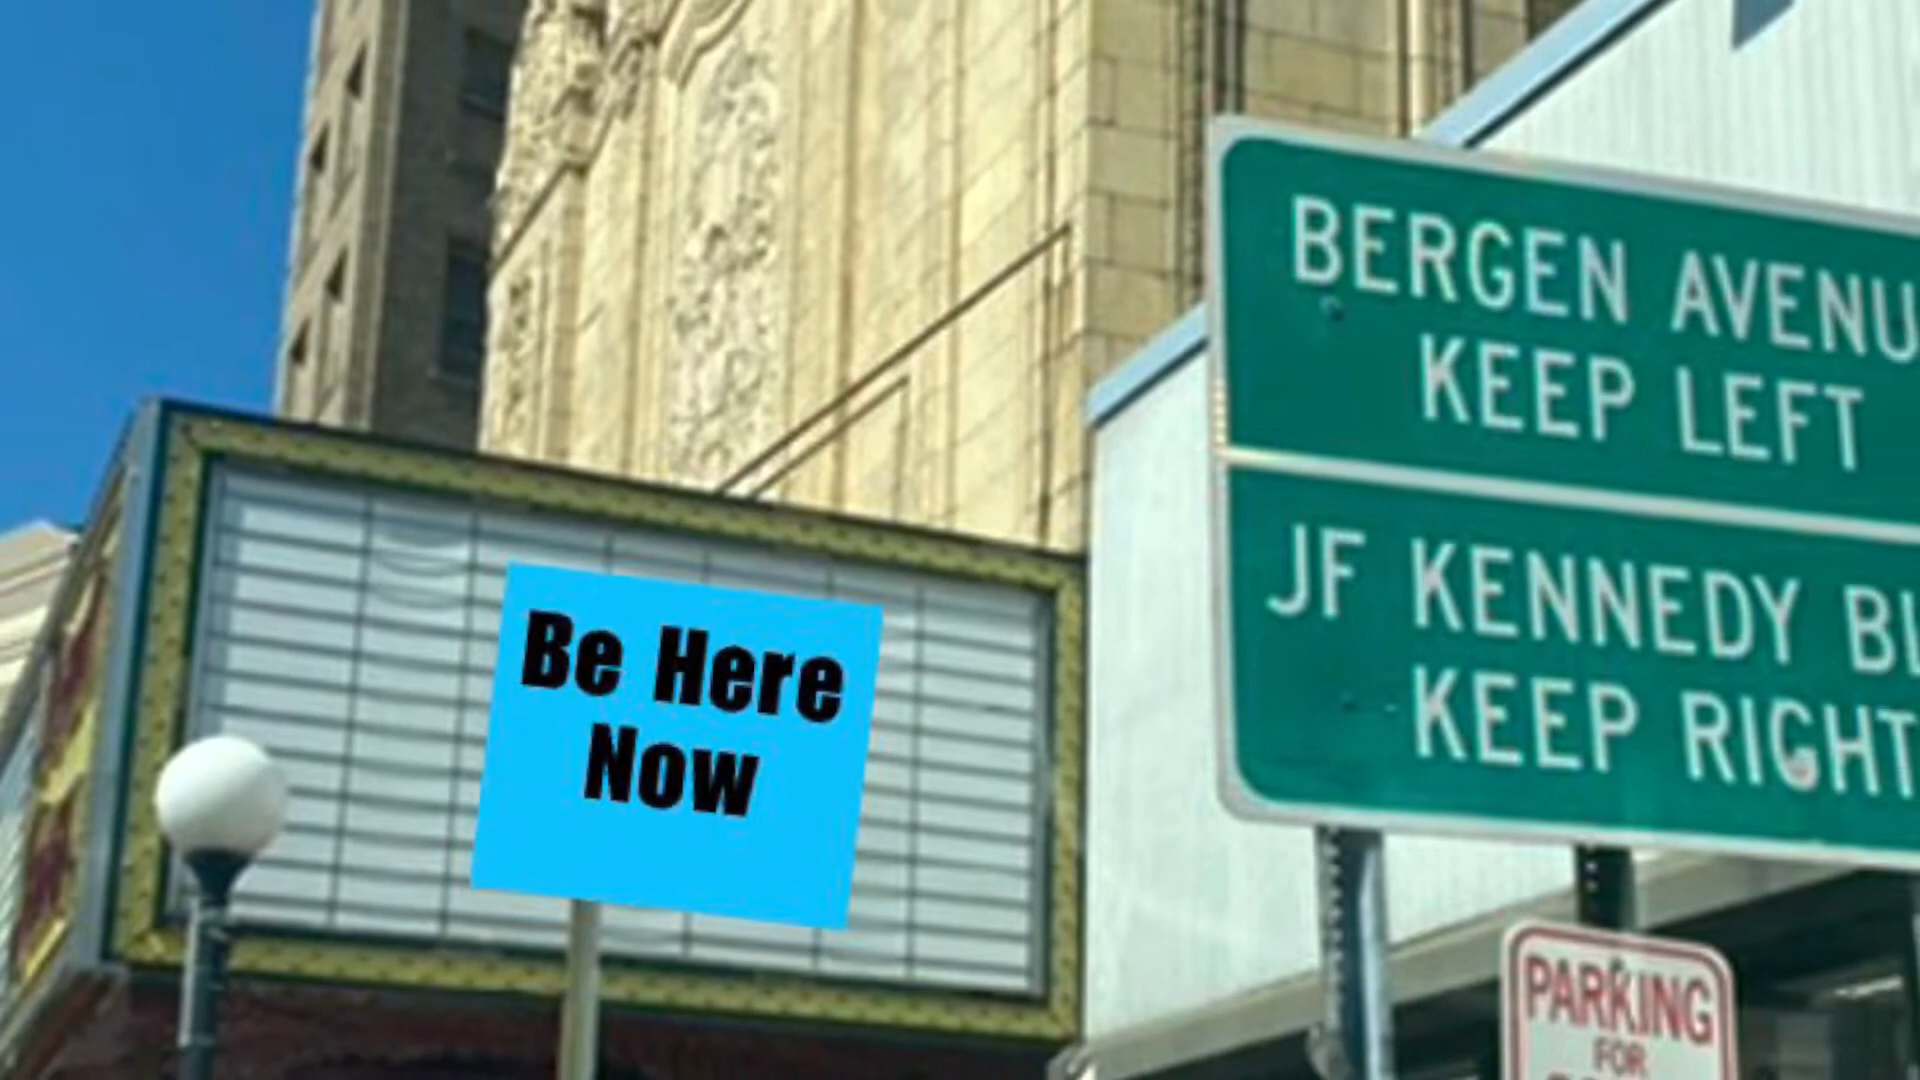 Be Here
Now
BERGEN AVENU
KEEP LEFT
JF KENNEDY BL
KEEP RIGHT
PARKING
FOR